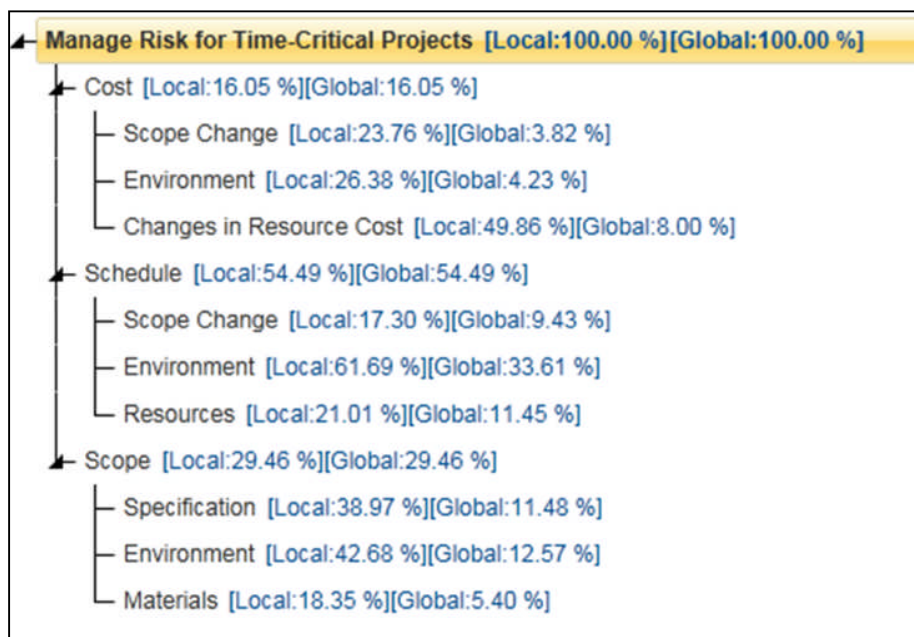 Manage Risk for Time-Critical Projects [Local:100.00 %][Global:100.00 %]
Cost [Local:16.05 %][Global:16.05 %]
Scope Change [Local:23.76 %][Global:3.82 %]
Environment [Local:26.38 %][Global:4.23 %]
Changes in Resource Cost [Local:49.86 %][Global:8.00 %]
Schedule [Local:54.49 %][Global:54.49 %]
Scope Change [Local:17.30 %][Global:9.43 %]
Environment [Local:61.69 %][Global:33.61 %]
Resources [Local:21.01 %][Global:11.45 %]
Scope [Local:29.46 %][Global:29.46 %]
Specification [Local:38.97 %][Global:11.48 %]
Environment [Local:42.68 %][Global:12.57 %]
Materials [Local:18.35 %][Global:5.40 %]